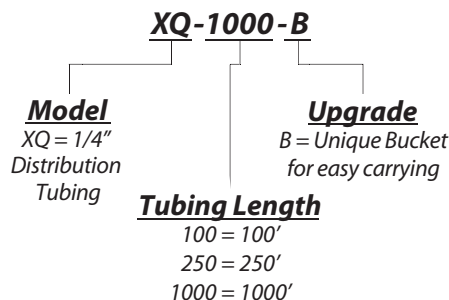 XQ-1000-B
Model
XQ = 1/4"
Distribution
Tubing
Tubing Length
100 = 100'
250 = 250'
1000 = 1000'
Upgrade
B = Unique Bucket
for easy carrying